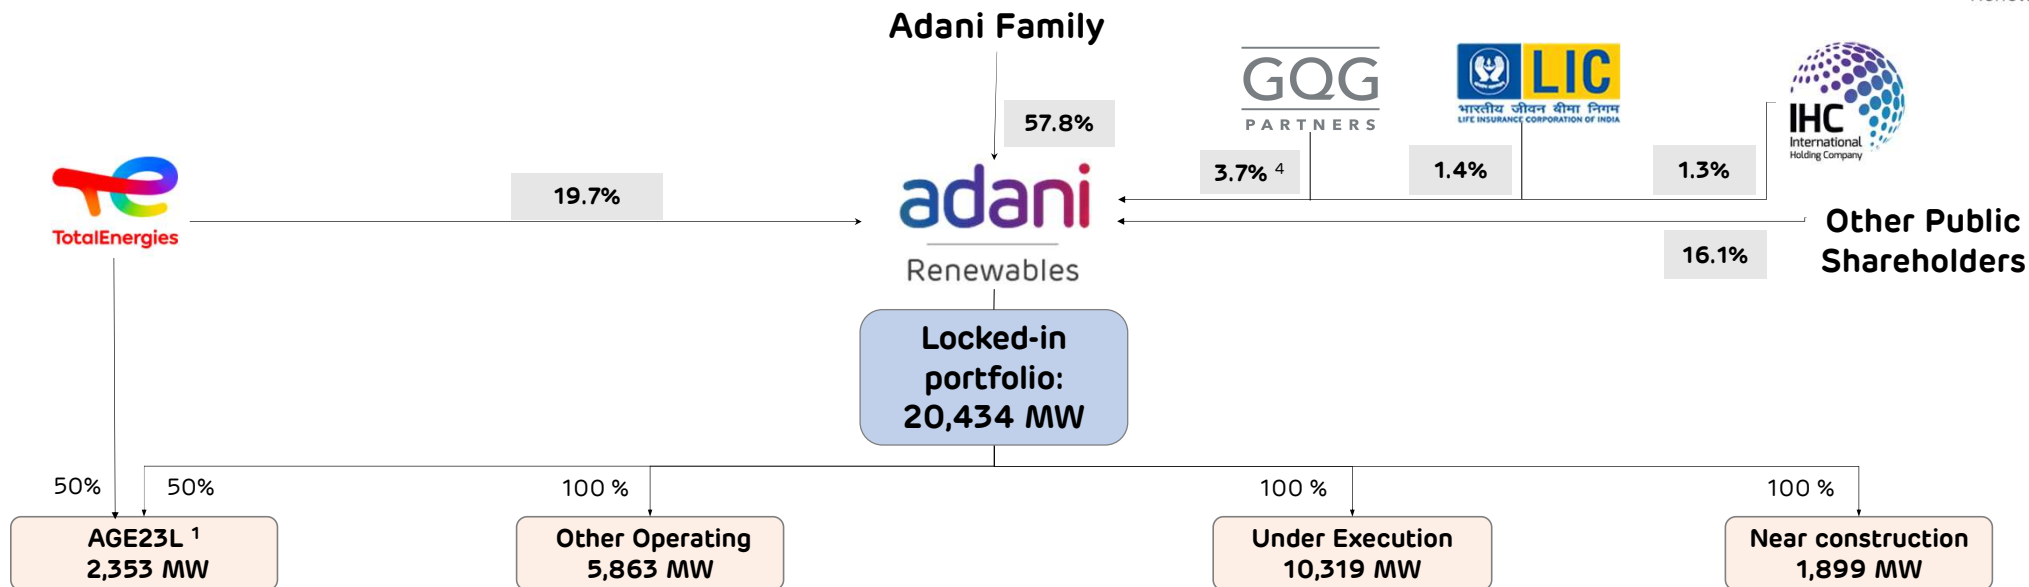 Adani Family
57.8%
GQG
PARTNERS
3.7% 4
LIC
भारतीय जीवन बीमा निगम
LIFE INSURANCE CORPORATION OF INDIA
1.4%
IHC
International
Holding Company
1.3%
TotalEnergies
19.7%
adani
Renewables
Other Public
Shareholders
16.1%
Locked-in
portfolio:
20,434 MW
50%
50%
100 %
100 %
100 %
AGE23L 1
2,353 MW
Other Operating
5,863 MW
Under Execution
10,319 MW
Near construction
1,899 MW